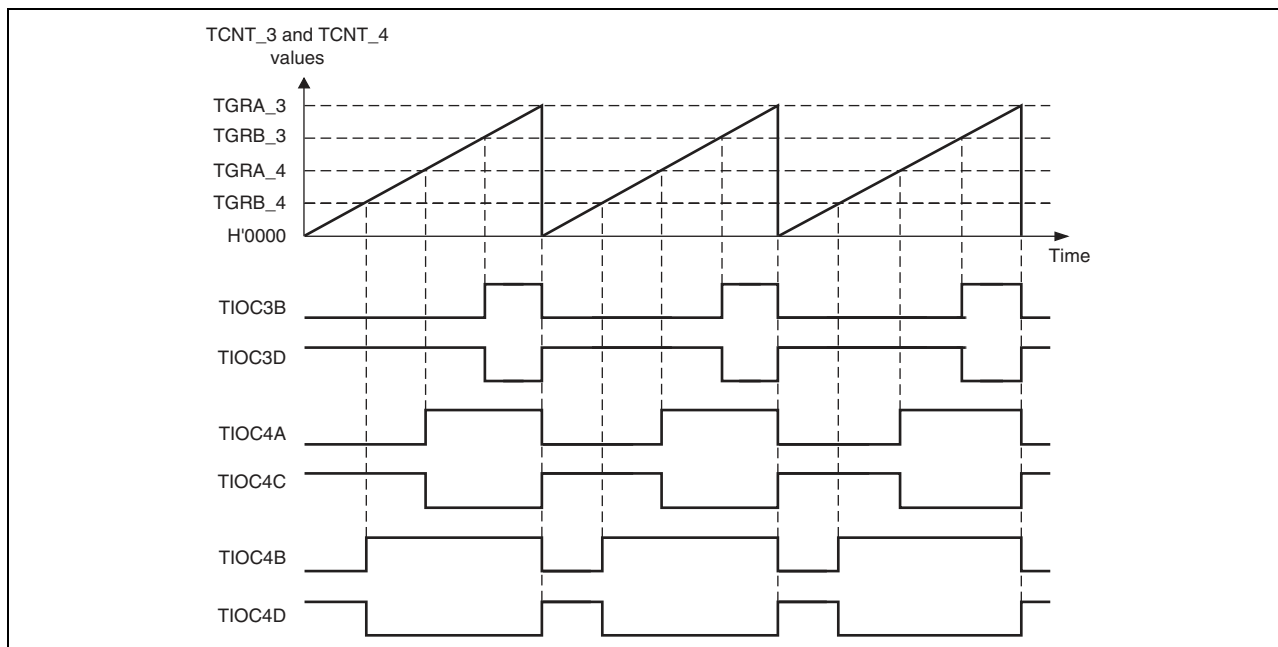 TCNT_3 and TCNT_4
values
TGRA_3
TGRB_3
TGRA_4
TGRB_4
H'0000
Time
TIOC3B
TIOC3D
TIOC4A
TIOC4C
TIOC4B
TIOC4D